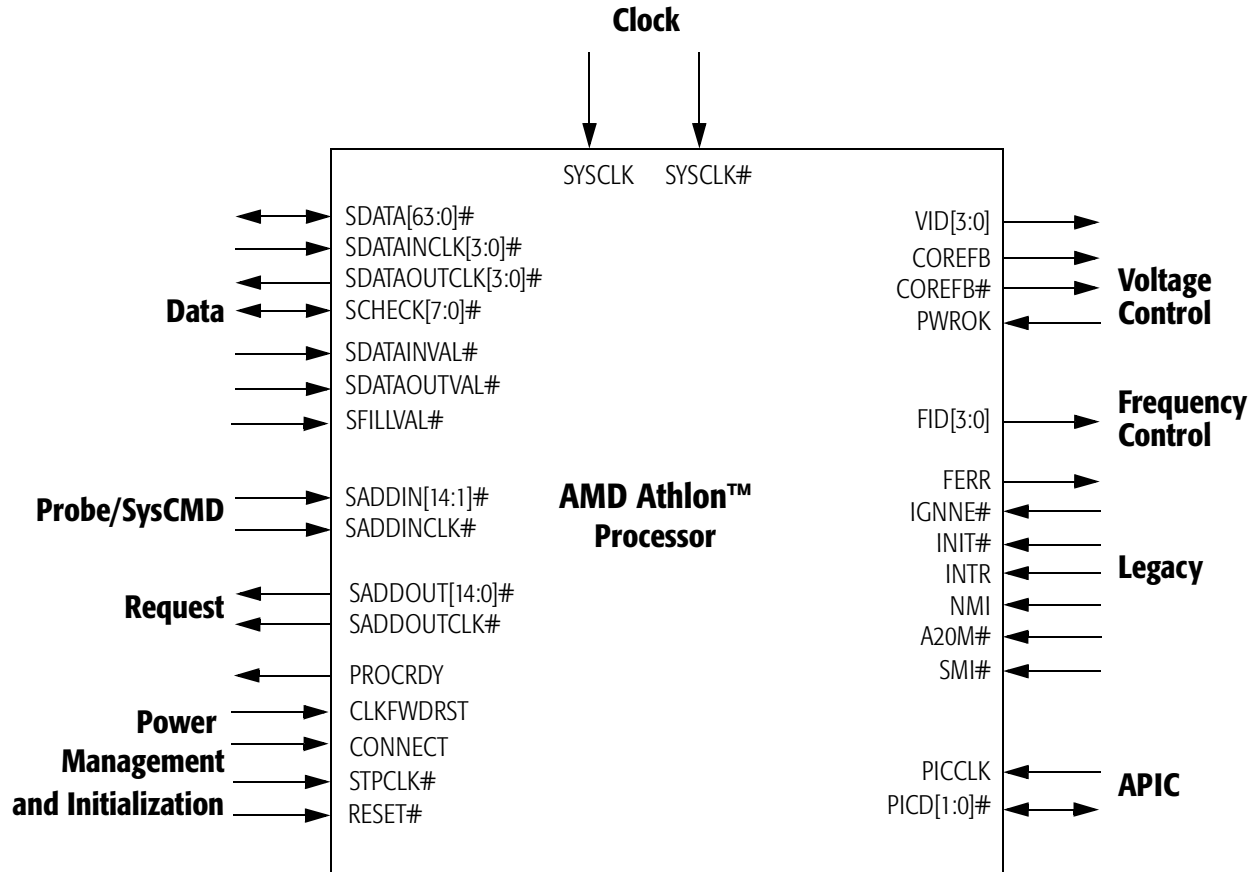 Clock
SYSCLK SYSCLK#
Data
SDATA[63:0]#
SDATAINCLK[3:0]#
SDATAOUTCLK[3:0]#
SCHECK[7:0]#
SDATAINVAL#
SDATAOUTVAL#
SFILLVAL#
Probe/SysCMD
SADDIN[14:1]#
SADDINCLK#
Request
SADDOUT[14:0]#
SADDOUTCLK#
Power
Management
and Initialization
PROCRDY
CLKFWDRST
CONNECT
STPCLK#
RESET#
AMD Athlon™
Processor
VID[3:0]
COREFB
COREFB#
PWROK
Voltage
Control
FID[3:0]
Frequency
Control
FERR
IGNNE#
INIT#
INTR
NMI
A20M#
SMI#
Legacy
PICCLK
PICD[1:0]#
APIC